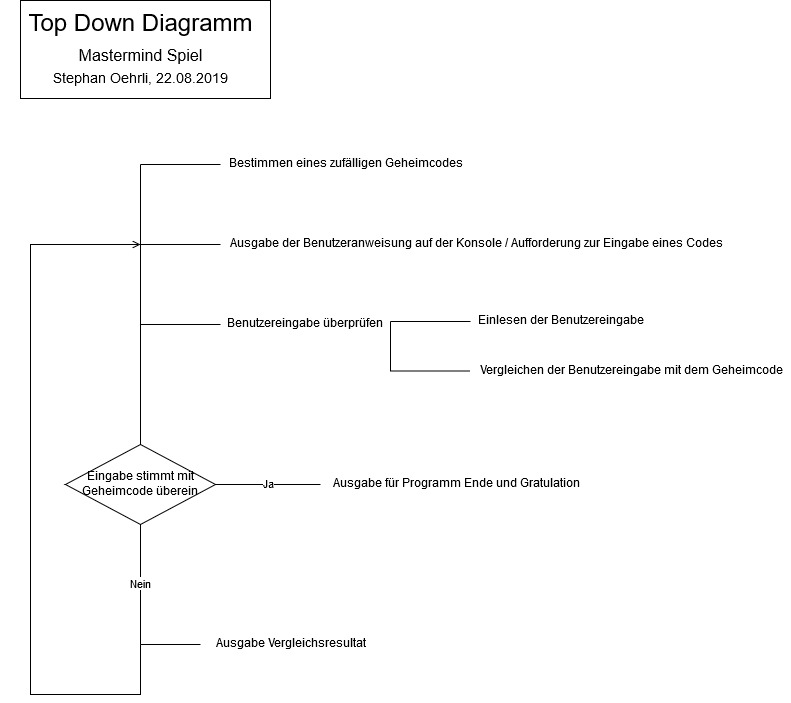 Top Down Diagramm
Mastermind Spiel
Stephan Oehrli, 22.08.2019
Bestimmen eines zufälligen Geheimcodes
Ausgabe der Benutzeranweisung auf der Konsole / Aufforderung zur Eingabe eines Codes
Benutzereingabe überprüfen
Einlesen der Benutzereingabe
Vergleichen der Benutzereingabe mit dem Geheimcode
Eingabe stimmt mit
Geheimcode überein
Ja
Ausgabe für Programm Ende und Gratulation
Nein
Ausgabe Vergleichsresultat